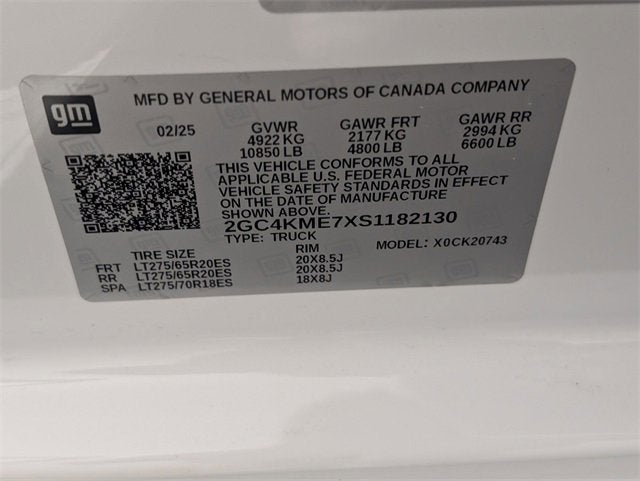 gm
MFD BY GENERAL MOTORS OF CANADA COMPANY
02/25 GVWR GAWR FRT GAWR RR
4922 KG 2177 KG 2994 KG
10850 LB 4800 LB 6600 LB
THIS VEHICLE CONFORMS TO ALL
APPLICABLE U.S. FEDERAL MOTOR
VEHICLE SAFETY STANDARDS IN EFFECT
ON THE DATE OF MANUFACTURE
SHOWN ABOVE.
2GC4KME7XS1182130
TYPE: TRUCK MODEL: X0CK20743
TIRE SIZE RIM
FRT LT275/65R20ES 20X8.5J
RR LT275/65R20ES 20X8.5J
SPA LT275/70R18ES 18X8J